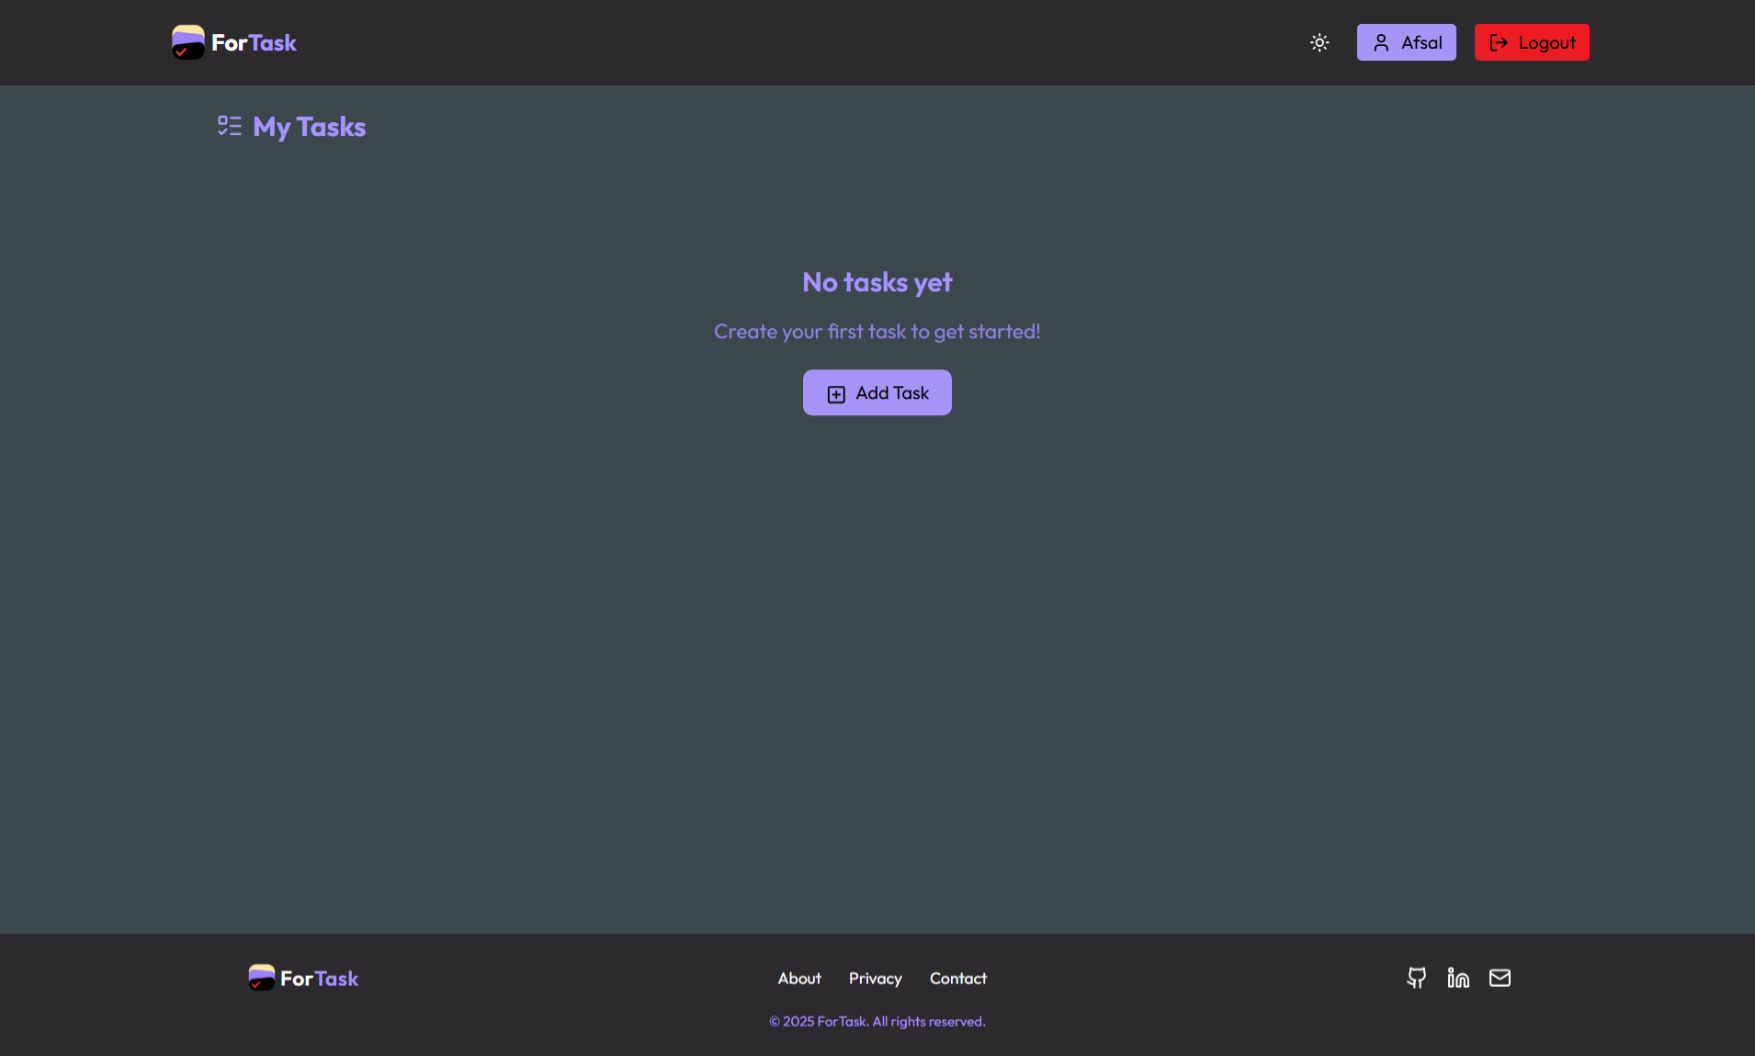 ForTask
Afsal
Logout
My Tasks
No tasks yet
Create your first task to get started!
Add Task
ForTask
About Privacy Contact
© 2025 ForTask. All rights reserved.